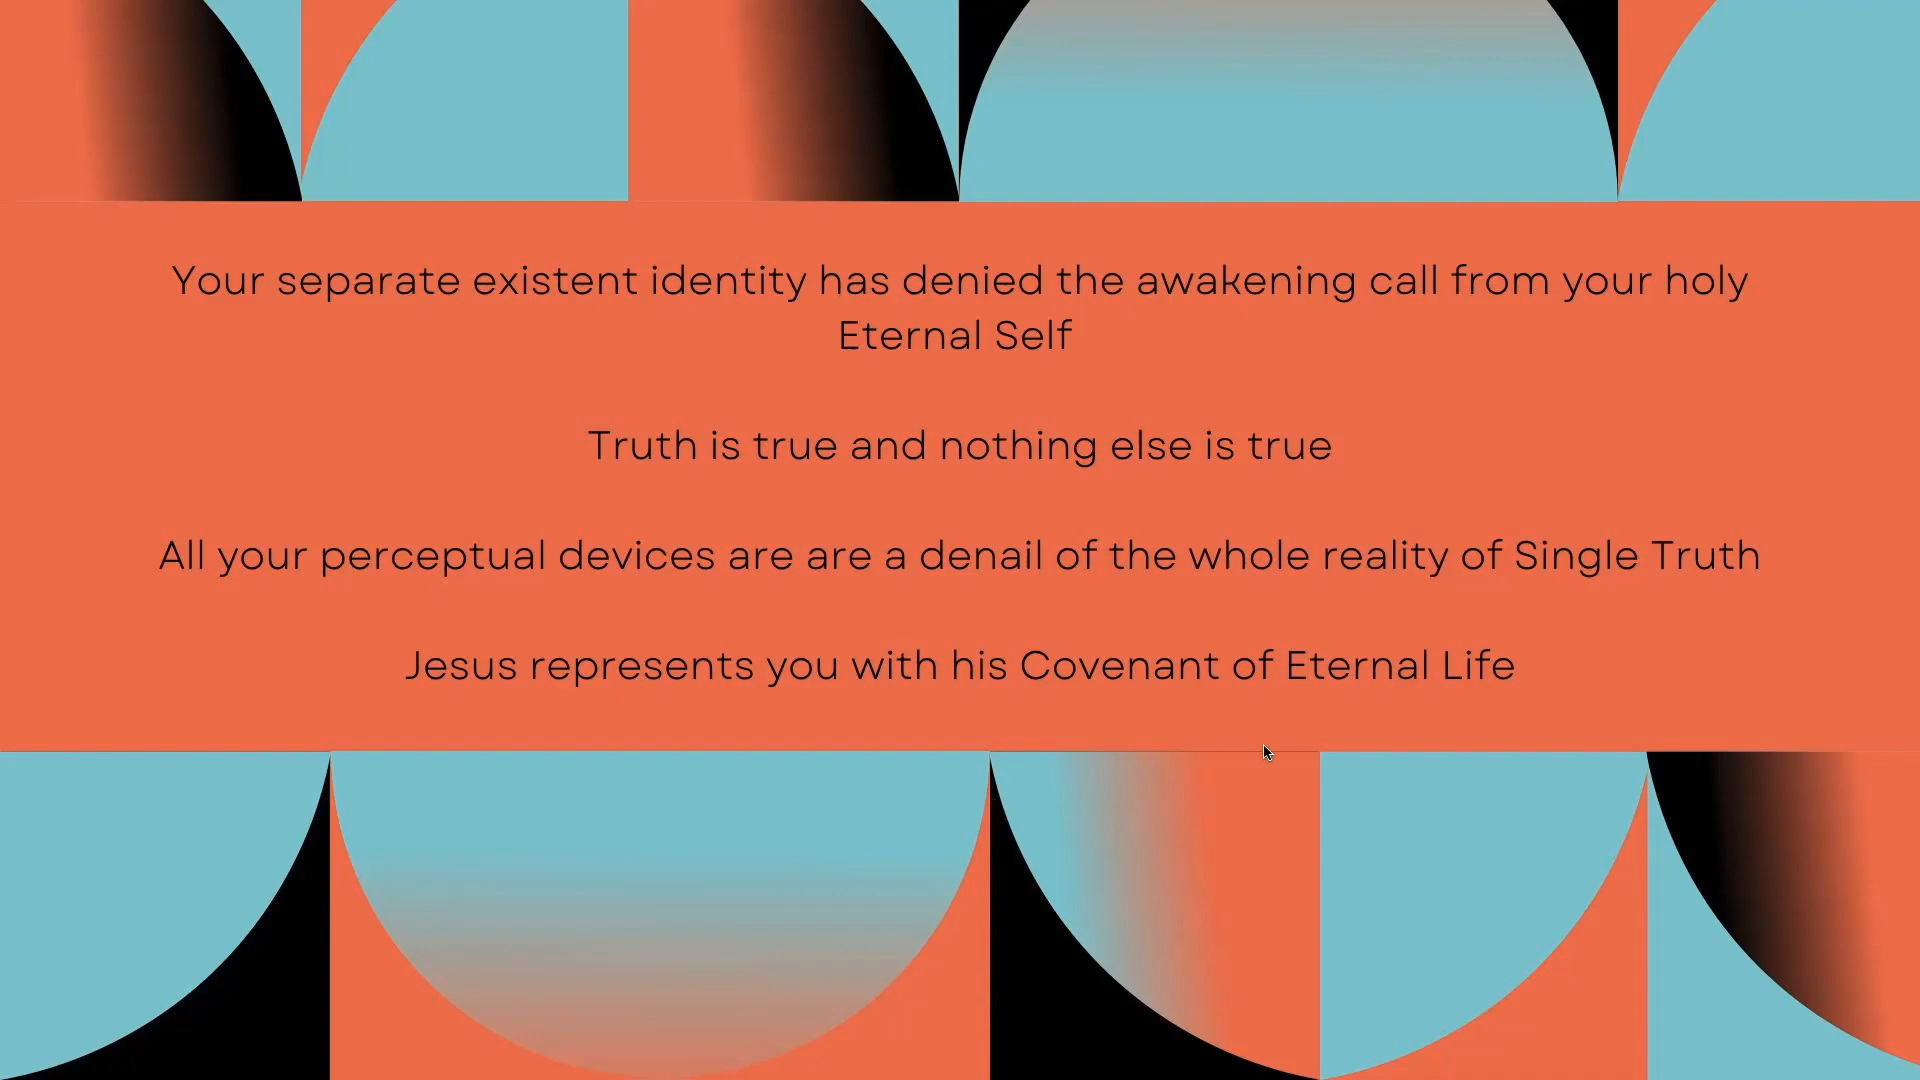 Your separate existent identity has denied the awakening call from your holy
Eternal Self
Truth is true and nothing else is true
All your perceptual devices are are a denail of the whole reality of Single Truth
Jesus represents you with his Covenant of Eternal Life